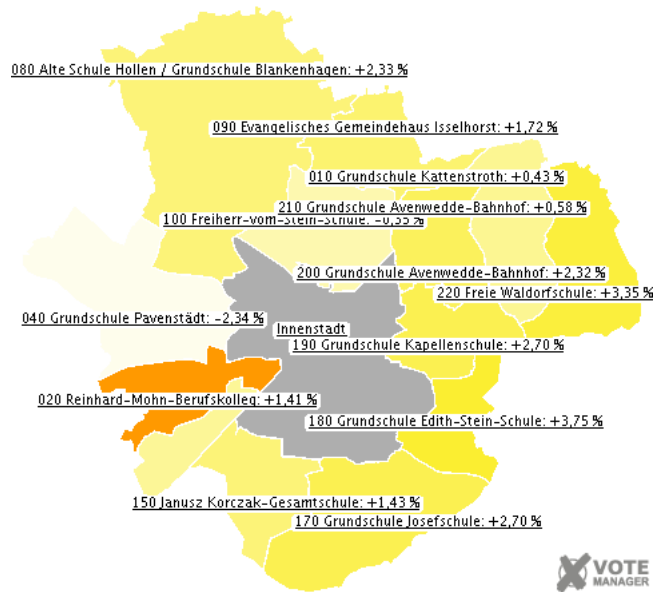 080 Alte Schule Hollen / Grundschule Blankenhagen: +2,33 %
090 Evangelisches Gemeindehaus Isselhorst: +1,72 %
010 Grundschule Kattenstroth: +0,43 %
210 Grundschule Avenwedde-Bahnhof: +0,58 %
100 Freiherr-vom-Stein-Schule: -0,55 %
200 Grundschule Avenwedde-Bahnhof: +2,32 %
220 Freie Waldorfschule: +3,35 %
040 Grundschule Pavenstädt: -2,34 %
Innenstadt
190 Grundschule Kapellenschule: +2,70 %
020 Reinhard-Mohn-Berufskolleg: +1,41 %
180 Grundschule Edith-Stein-Schule: +3,75 %
150 Janusz Korczak-Gesamtschule: +1,43 %
170 Grundschule Josefschule: +2,70 %
VOTE
MANAGER